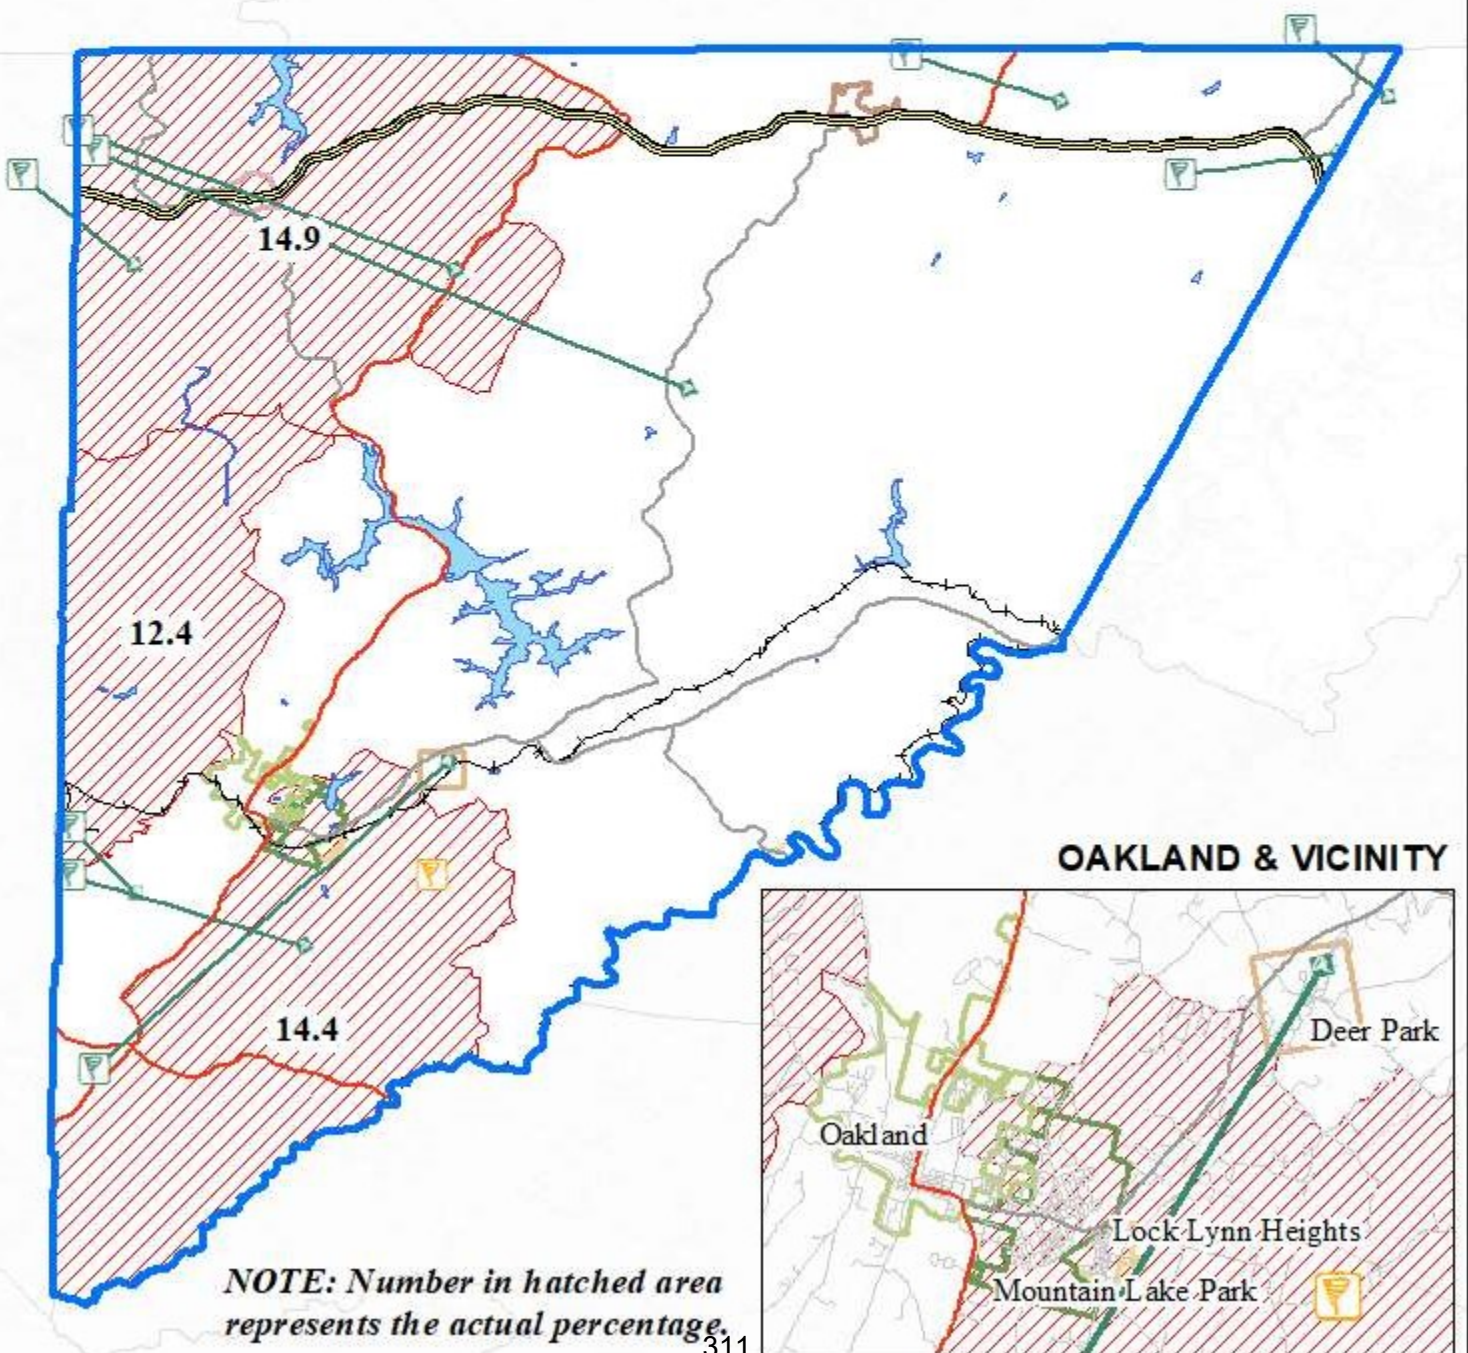 14.9
12.4
14.4
OAKLAND & VICINITY
Deer Park
Oakland
Lock Lynn Heights
Mountain Lake Park
NOTE: Number in hatched area
represents the actual percentage.
311